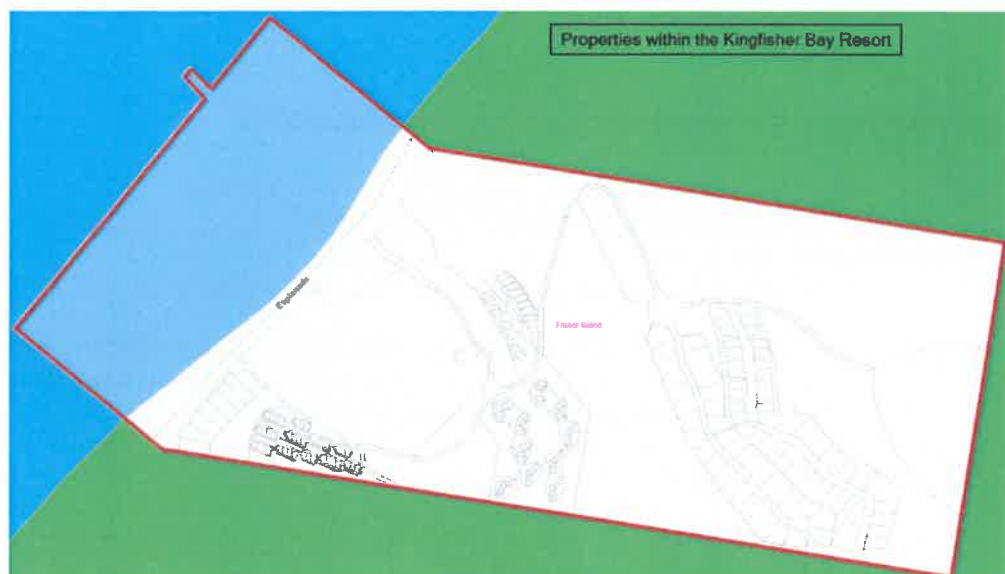 Properties within the Kingfisher Bay Resort
Esplanade
Fraser Island